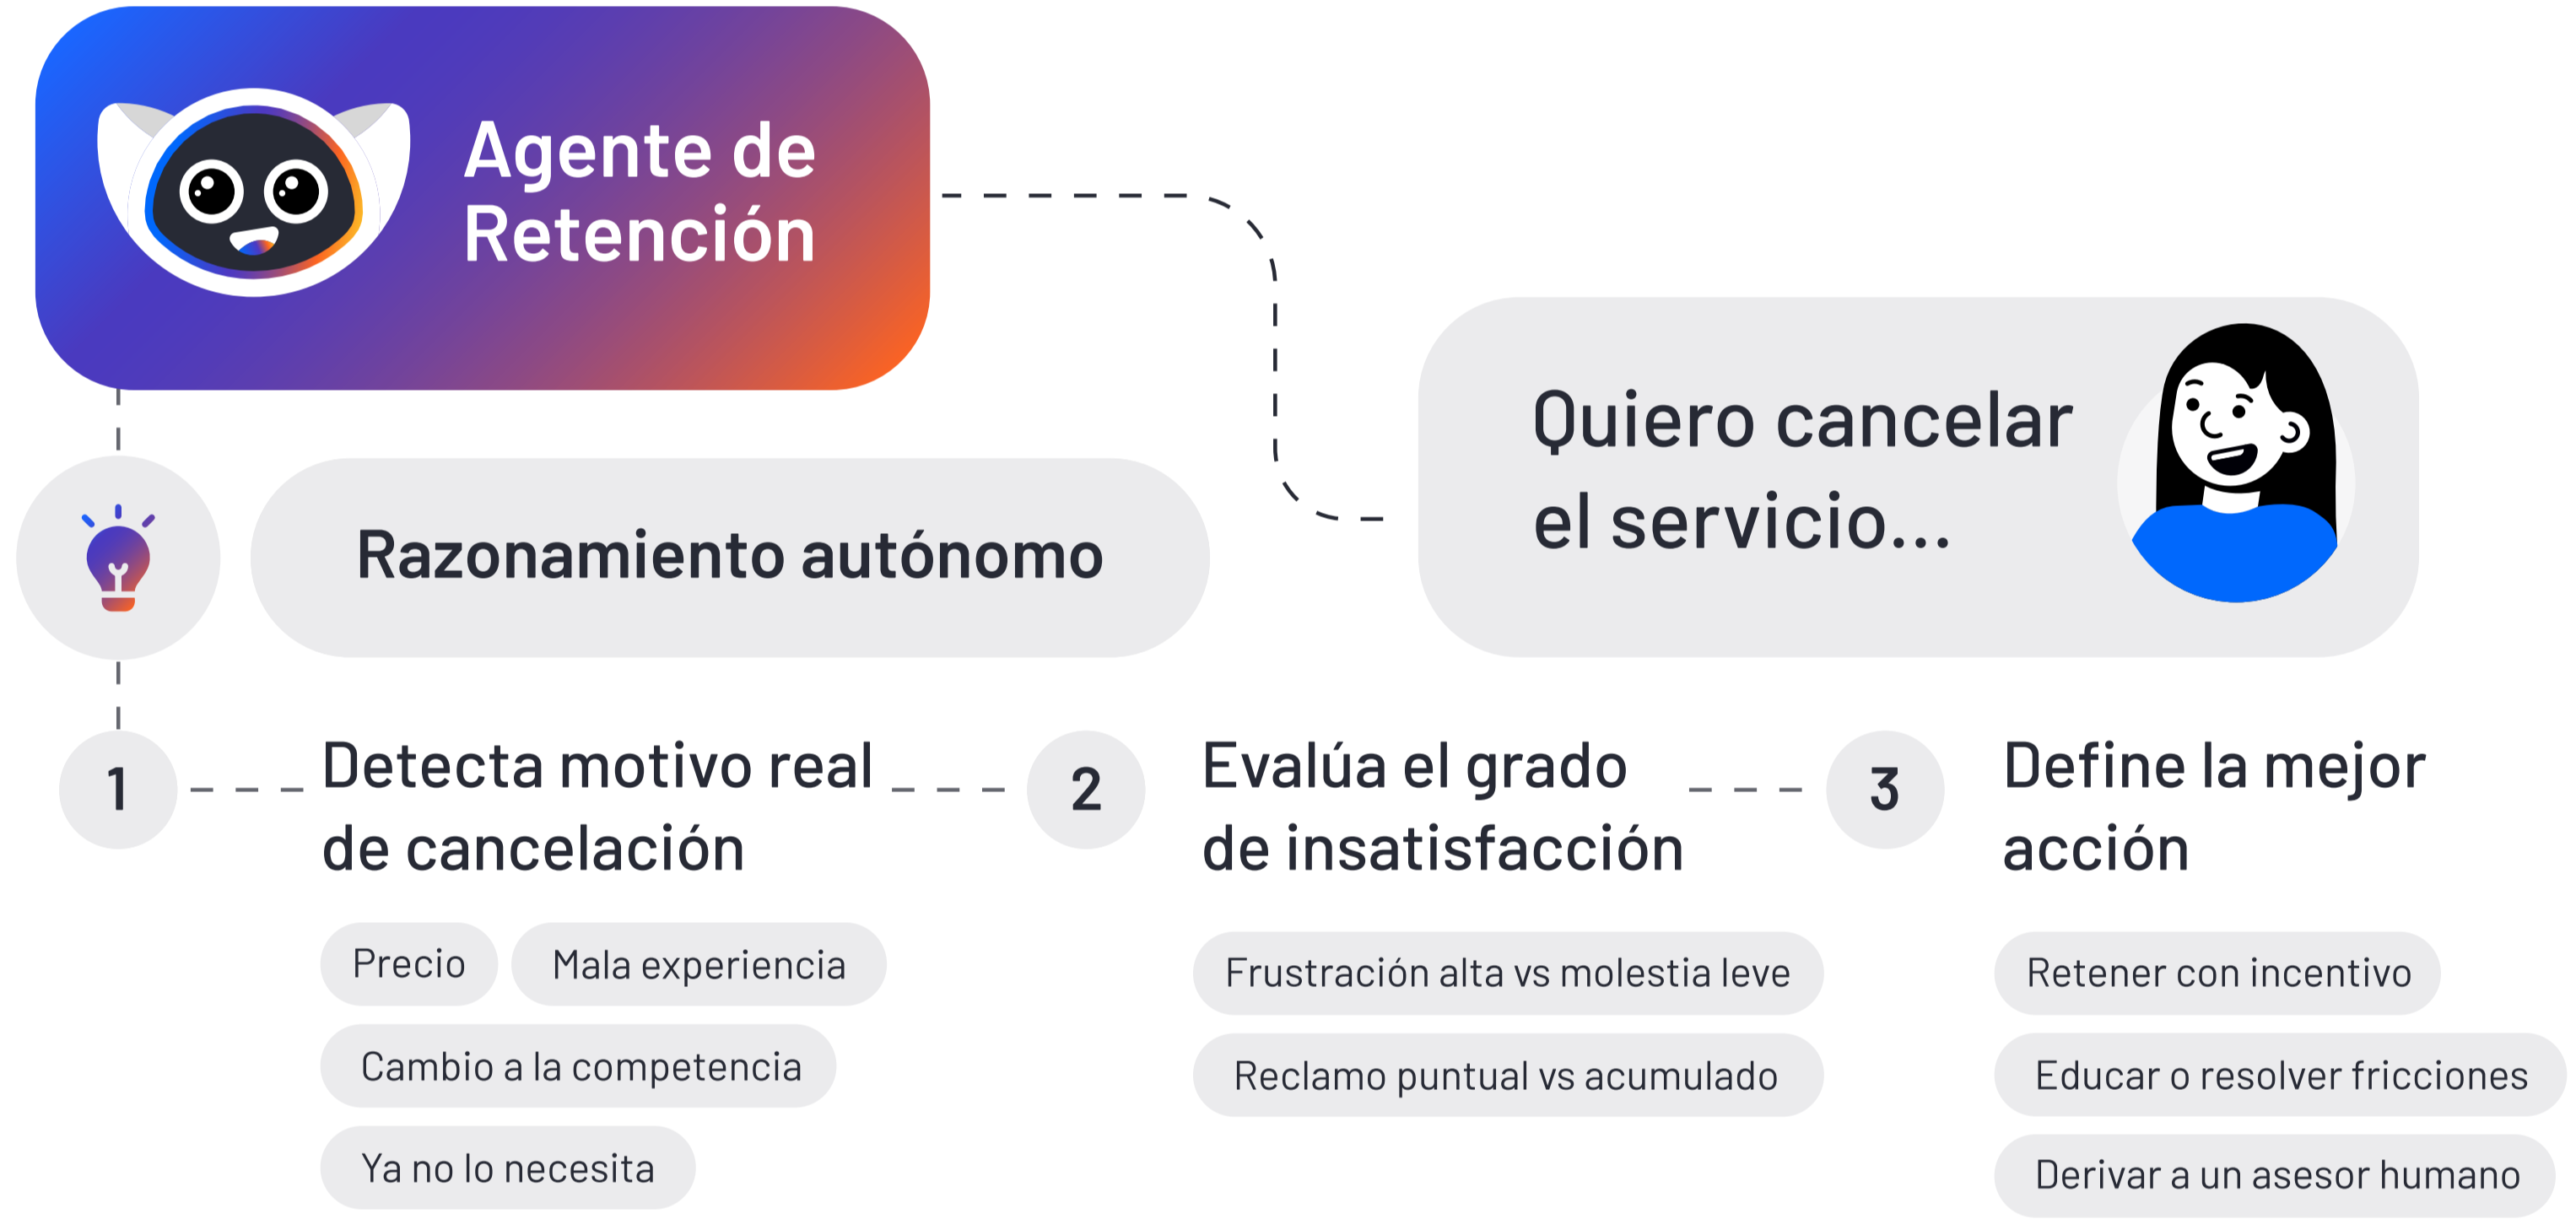 Agente de
Retención
Quiero cancelar
el servicio...
Razonamiento autónomo
1
Detecta motivo real
de cancelación
Precio
Mala experiencia
Cambio a la competencia
Ya no lo necesita
2
Evalúa el grado
de insatisfacción
Frustración alta vs molestia leve
Reclamo puntual vs acumulado
3
Define la mejor
acción
Retener con incentivo
Educar o resolver fricciones
Derivar a un asesor humano